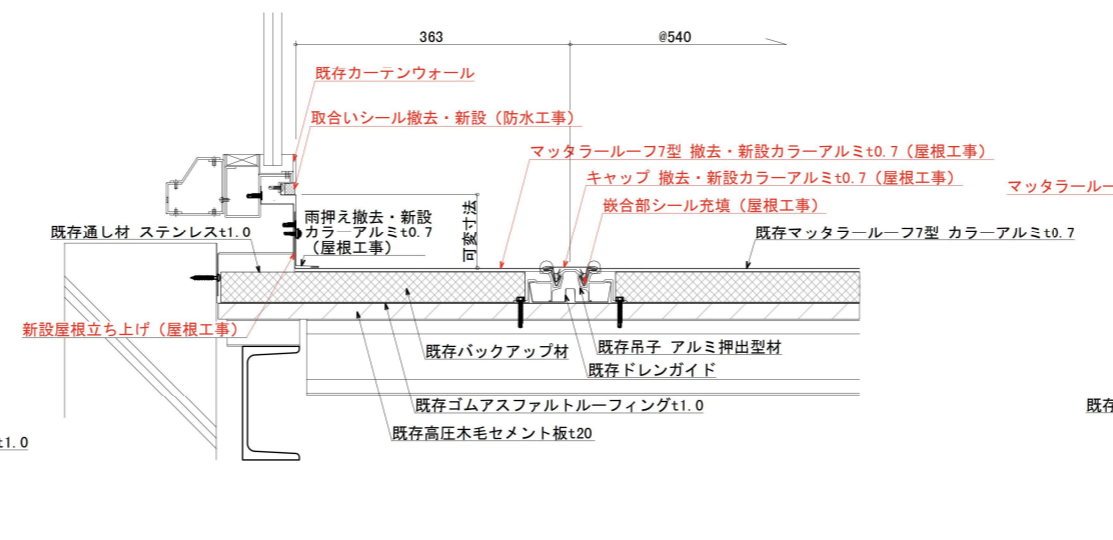 363
@540
既存カーテンウォール
取合いシール撤去・新設（防水工事）
マッタラールーフ7型 撤去・新設カラーアルミt0.7（屋根工事）
キャップ 撤去・新設カラーアルミt0.7（屋根工事）
マッタラールー
嵌合部シール充填（屋根工事）
雨押え撤去・新設
カラーアルミt0.7
（屋根工事）
可変寸法
既存通し材 ステンレスt1.0
既存マッタラールーフ7型 カラーアルミt0.7
新設屋根立ち上げ（屋根工事）
既存バックアップ材
既存吊子 アルミ押出型材
既存ドレンガイド
既存ゴムアスファルトルーフィングt1.0
既存
既存高圧木毛セメント板t20
t1.0